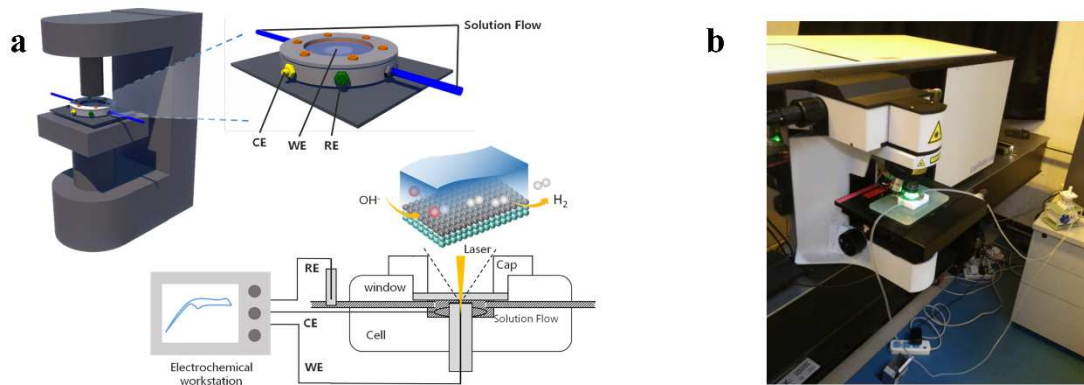 a
b
Solution Flow
CE
WE
RE
OH-
H2
Laser
RE
Cap
window
CE
Solution Flow
Cell
WE
Electrochemical
workstation